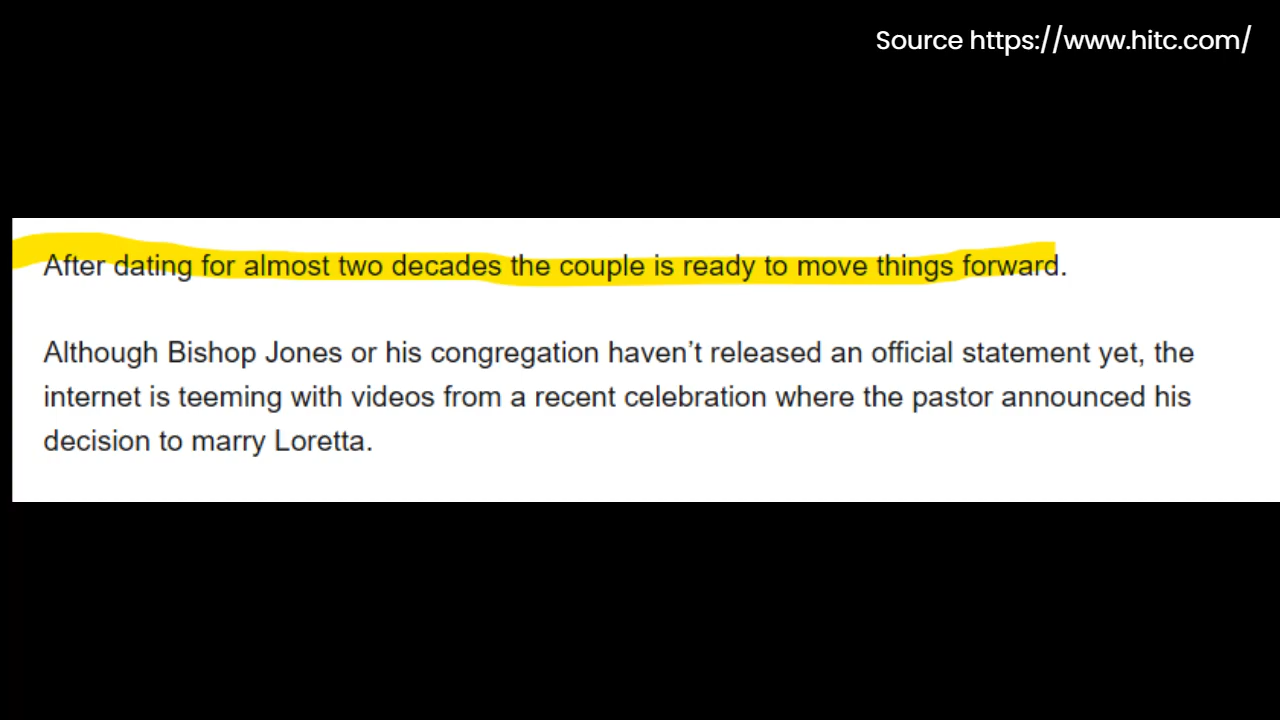 Source https://www.hitc.com/
After dating for almost two decades the couple is ready to move things forward.
Although Bishop Jones or his congregation haven’t released an official statement yet, the
internet is teeming with videos from a recent celebration where the pastor announced his
decision to marry Loretta.